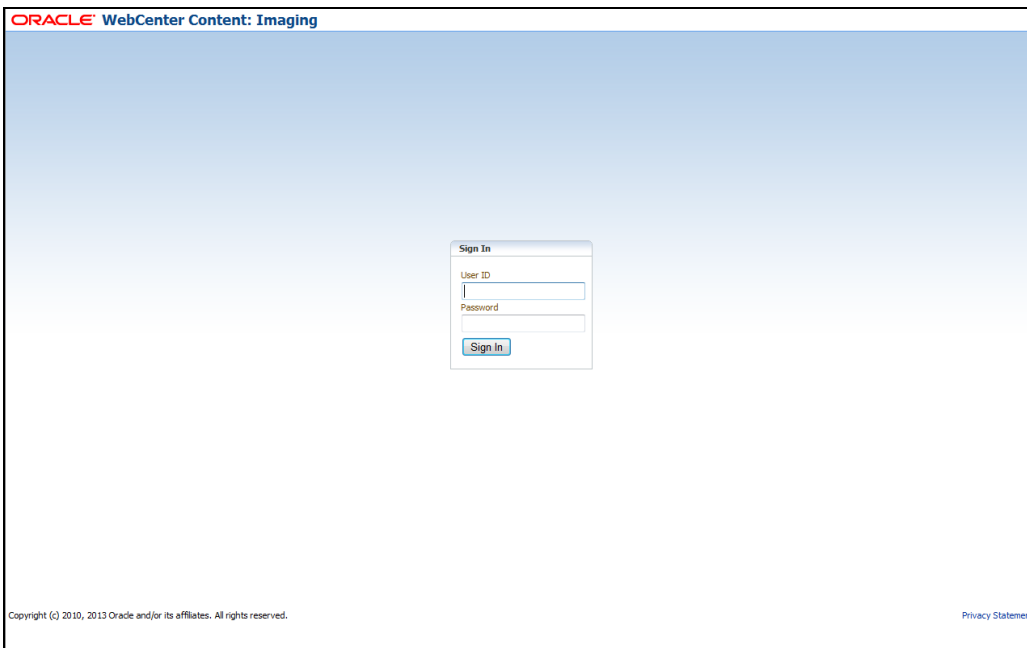 ORACLE® WebCenter Content: Imaging
Sign In
User ID
Password
Sign In
Copyright (c) 2010, 2013 Oracle and/or its affiliates. All rights reserved.
Privacy Statemen